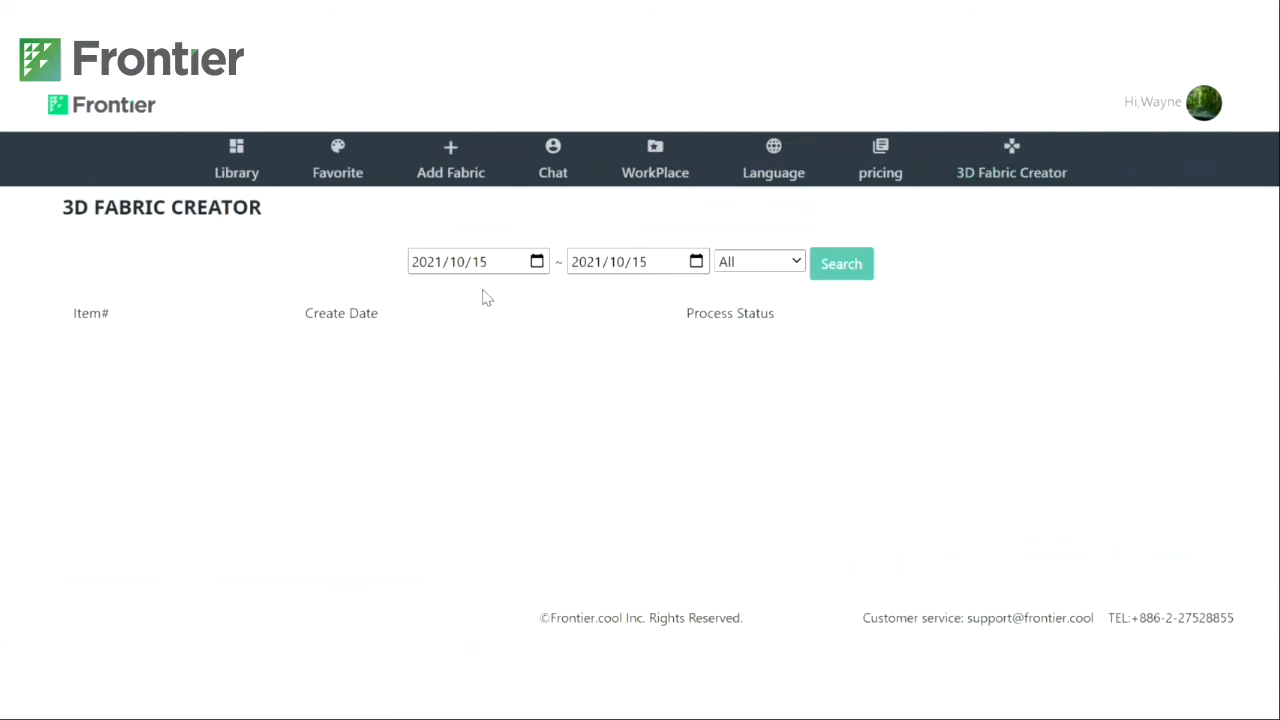 Frontier
Frontier
Hi,Wayne
Library Favorite Add Fabric Chat WorkPlace Language pricing 3D Fabric Creator
3D FABRIC CREATOR
2021/10/15 ~ 2021/10/15 All Search
Item# Create Date Process Status
©Frontier.cool Inc. Rights Reserved. Customer service: support@frontier.cool TEL:+886-2-27528855